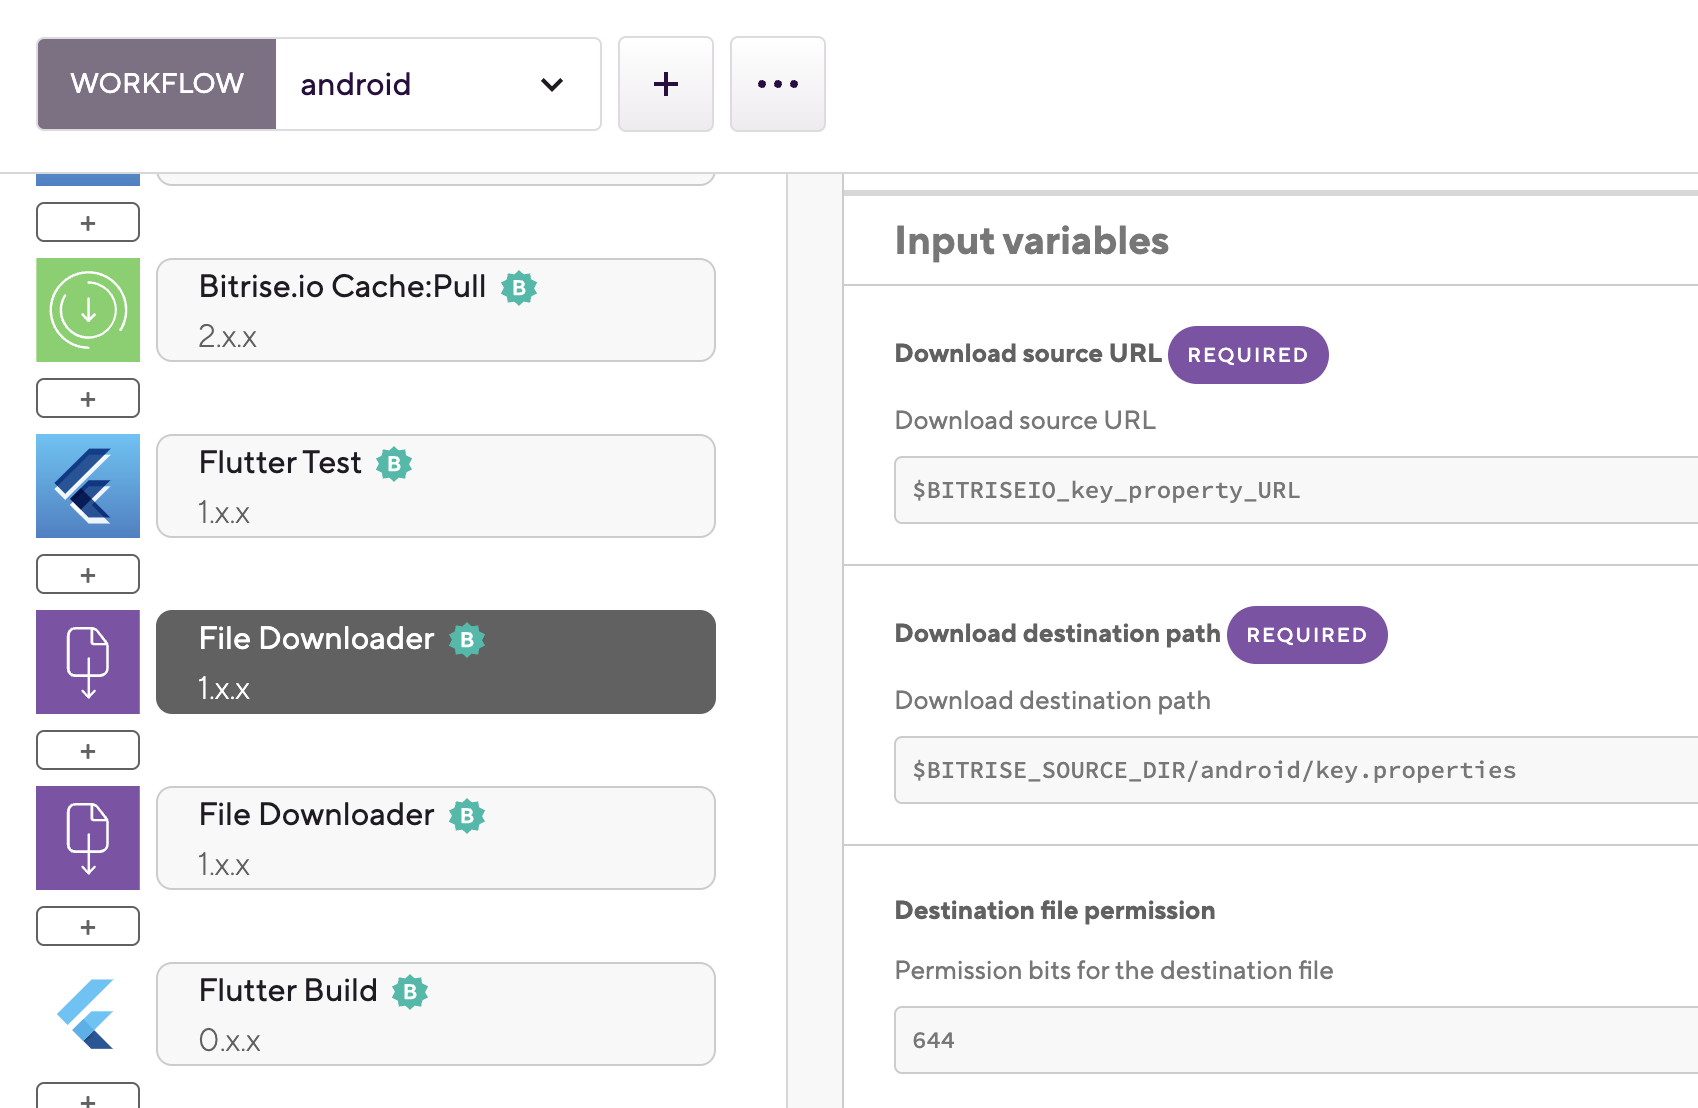 WORKFLOW android
+
Bitrise.io Cache:Pull B
2.x.x
+
Flutter Test B
1.x.x
+
File Downloader B
1.x.x
+
File Downloader B
1.x.x
+
Flutter Build B
0.x.x
+
Input variables
Download source URL REQUIRED
Download source URL
$BITRISEIO_key_property_URL
Download destination path REQUIRED
Download destination path
$BITRISE_SOURCE_DIR/android/key.properties
Destination file permission
Permission bits for the destination file
644